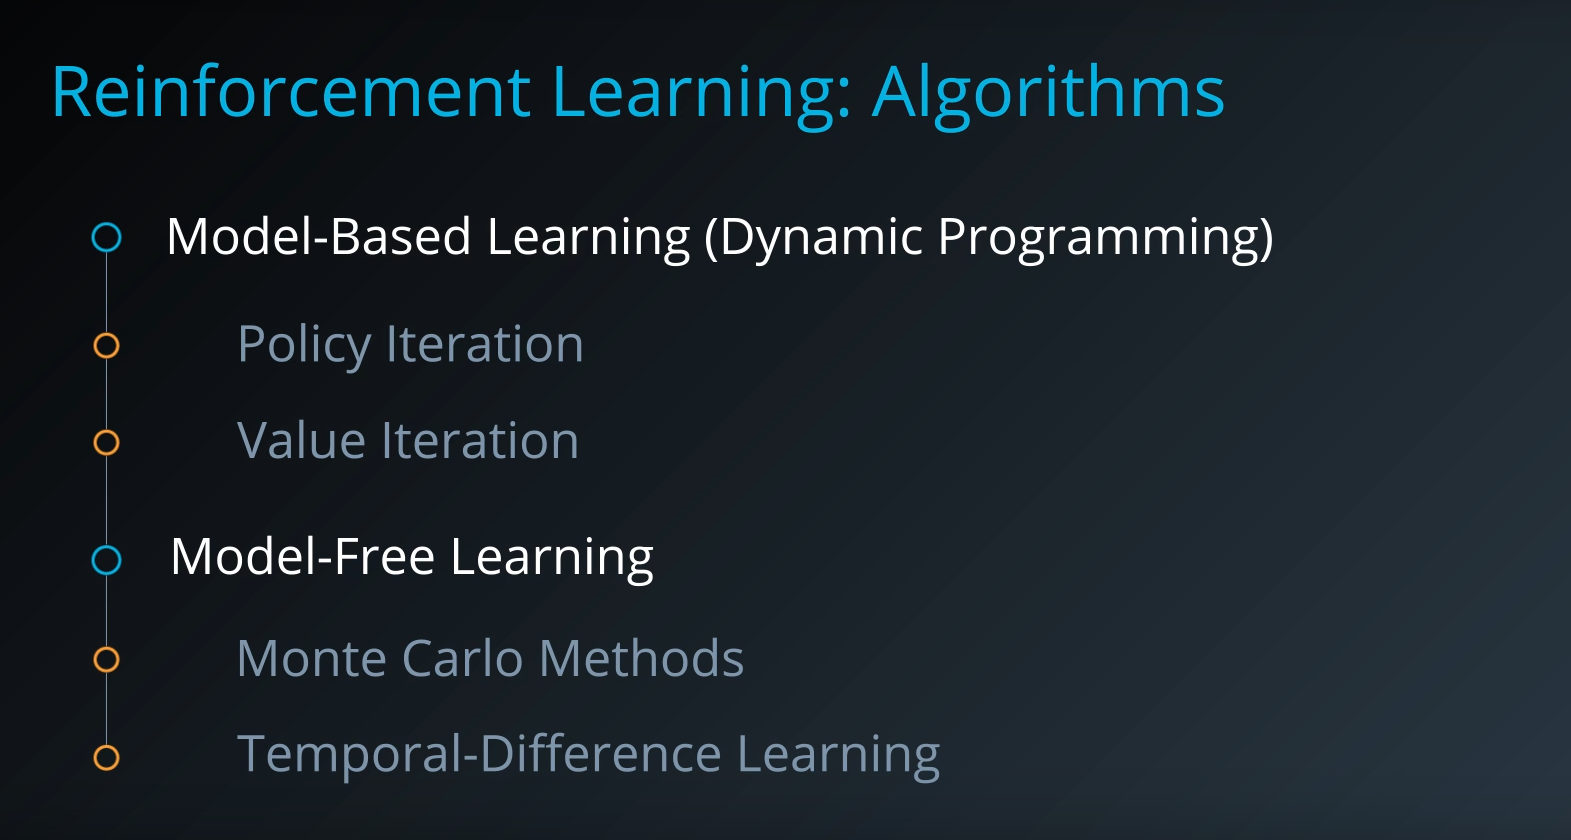 Reinforcement Learning: Algorithms
Model-Based Learning (Dynamic Programming)
Policy Iteration
Value Iteration
Model-Free Learning
Monte Carlo Methods
Temporal-Difference Learning